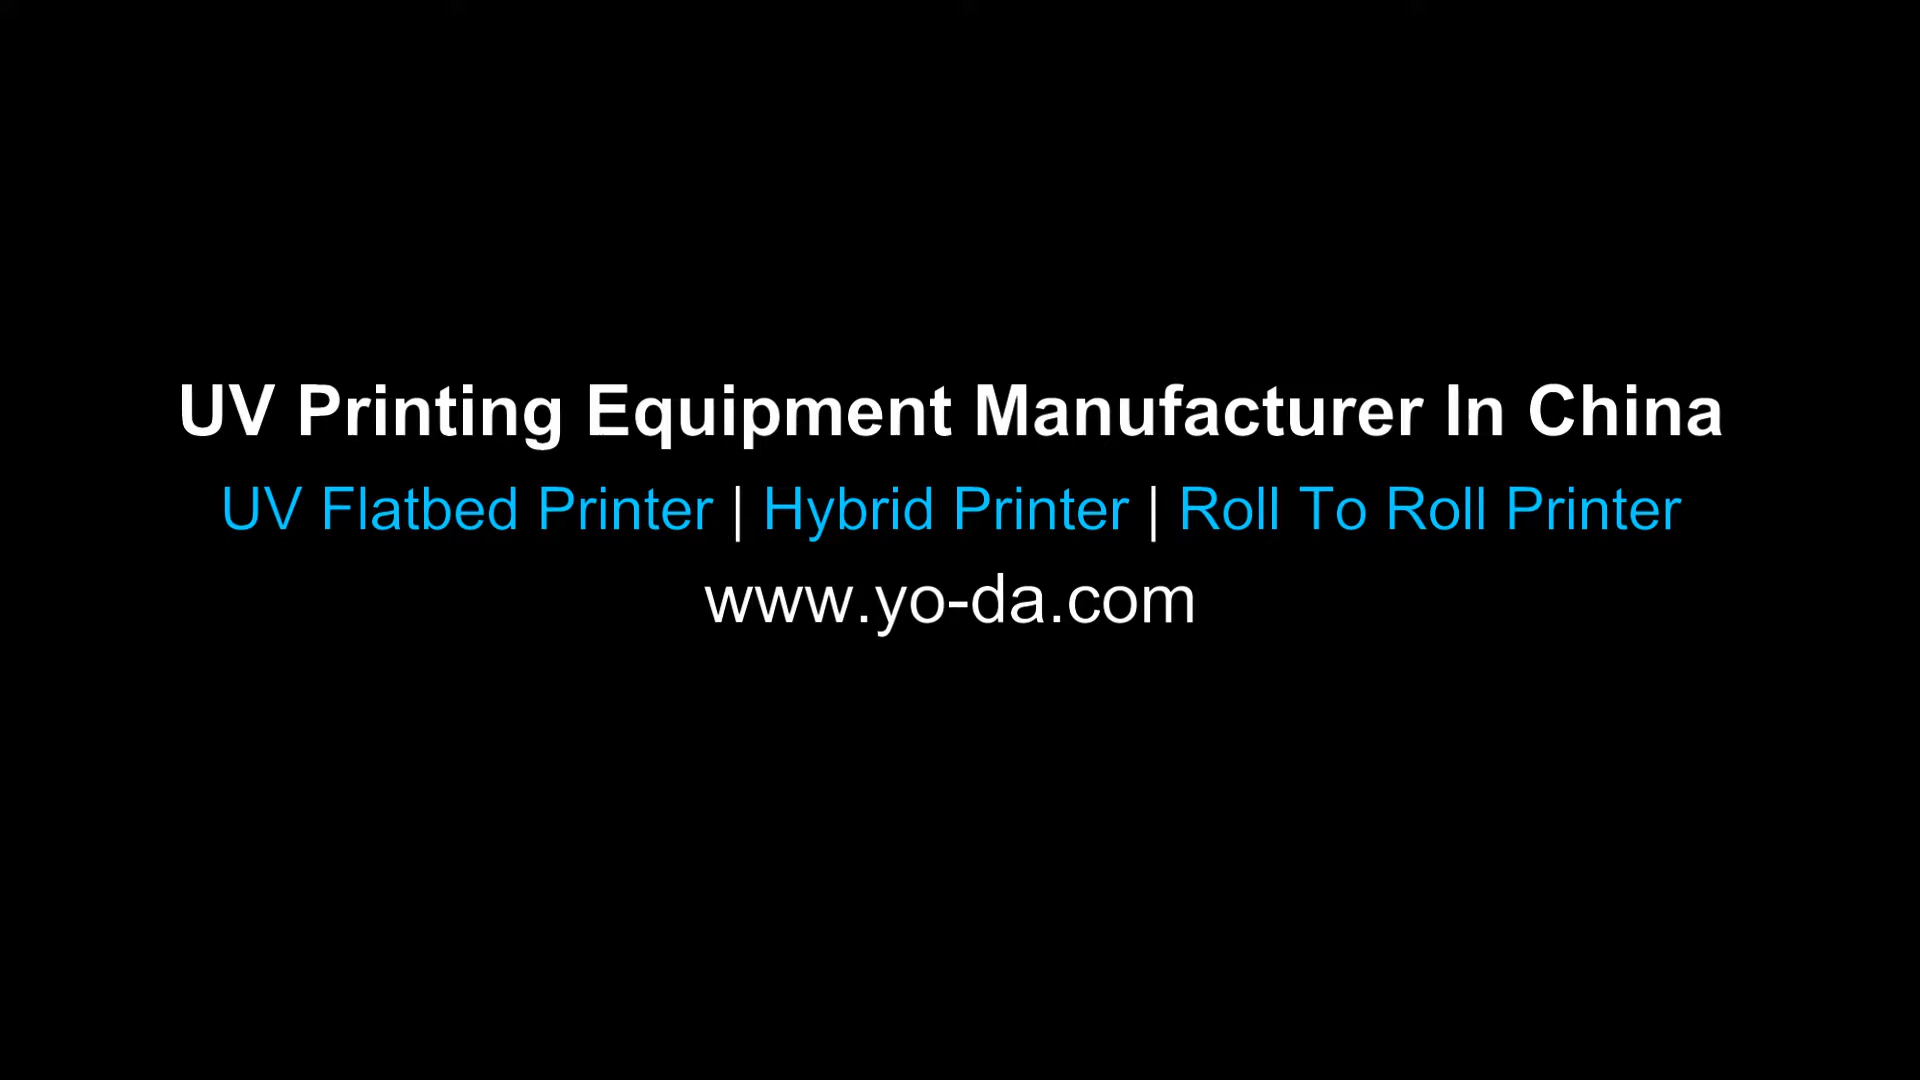 UV Printing Equipment Manufacturer In China
UV Flatbed Printer | Hybrid Printer | Roll To Roll Printer
www.yo-da.com